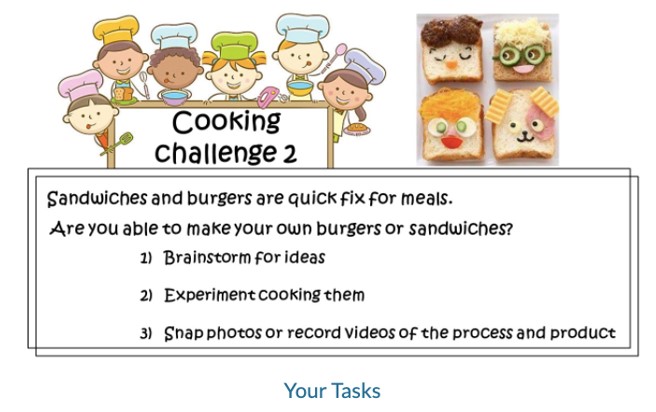 Cooking
challenge 2
Sandwiches and burgers are quick fix for meals.
Are you able to make your own burgers or sandwiches?
1) Brainstorm for ideas
2) Experiment cooking them
3) Snap photos or record videos of the process and product
Your Tasks